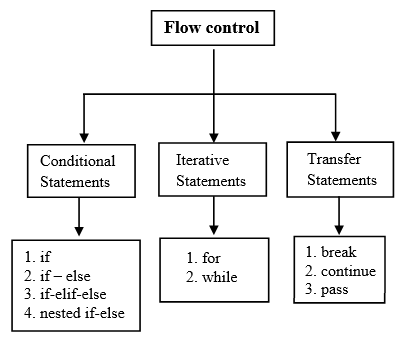 Flow control
Conditional
Statements
Iterative
Statements
Transfer
Statements
1. if
2. if – else
3. if-elif-else
4. nested if-else
1. for
2. while
1. break
2. continue
3. pass